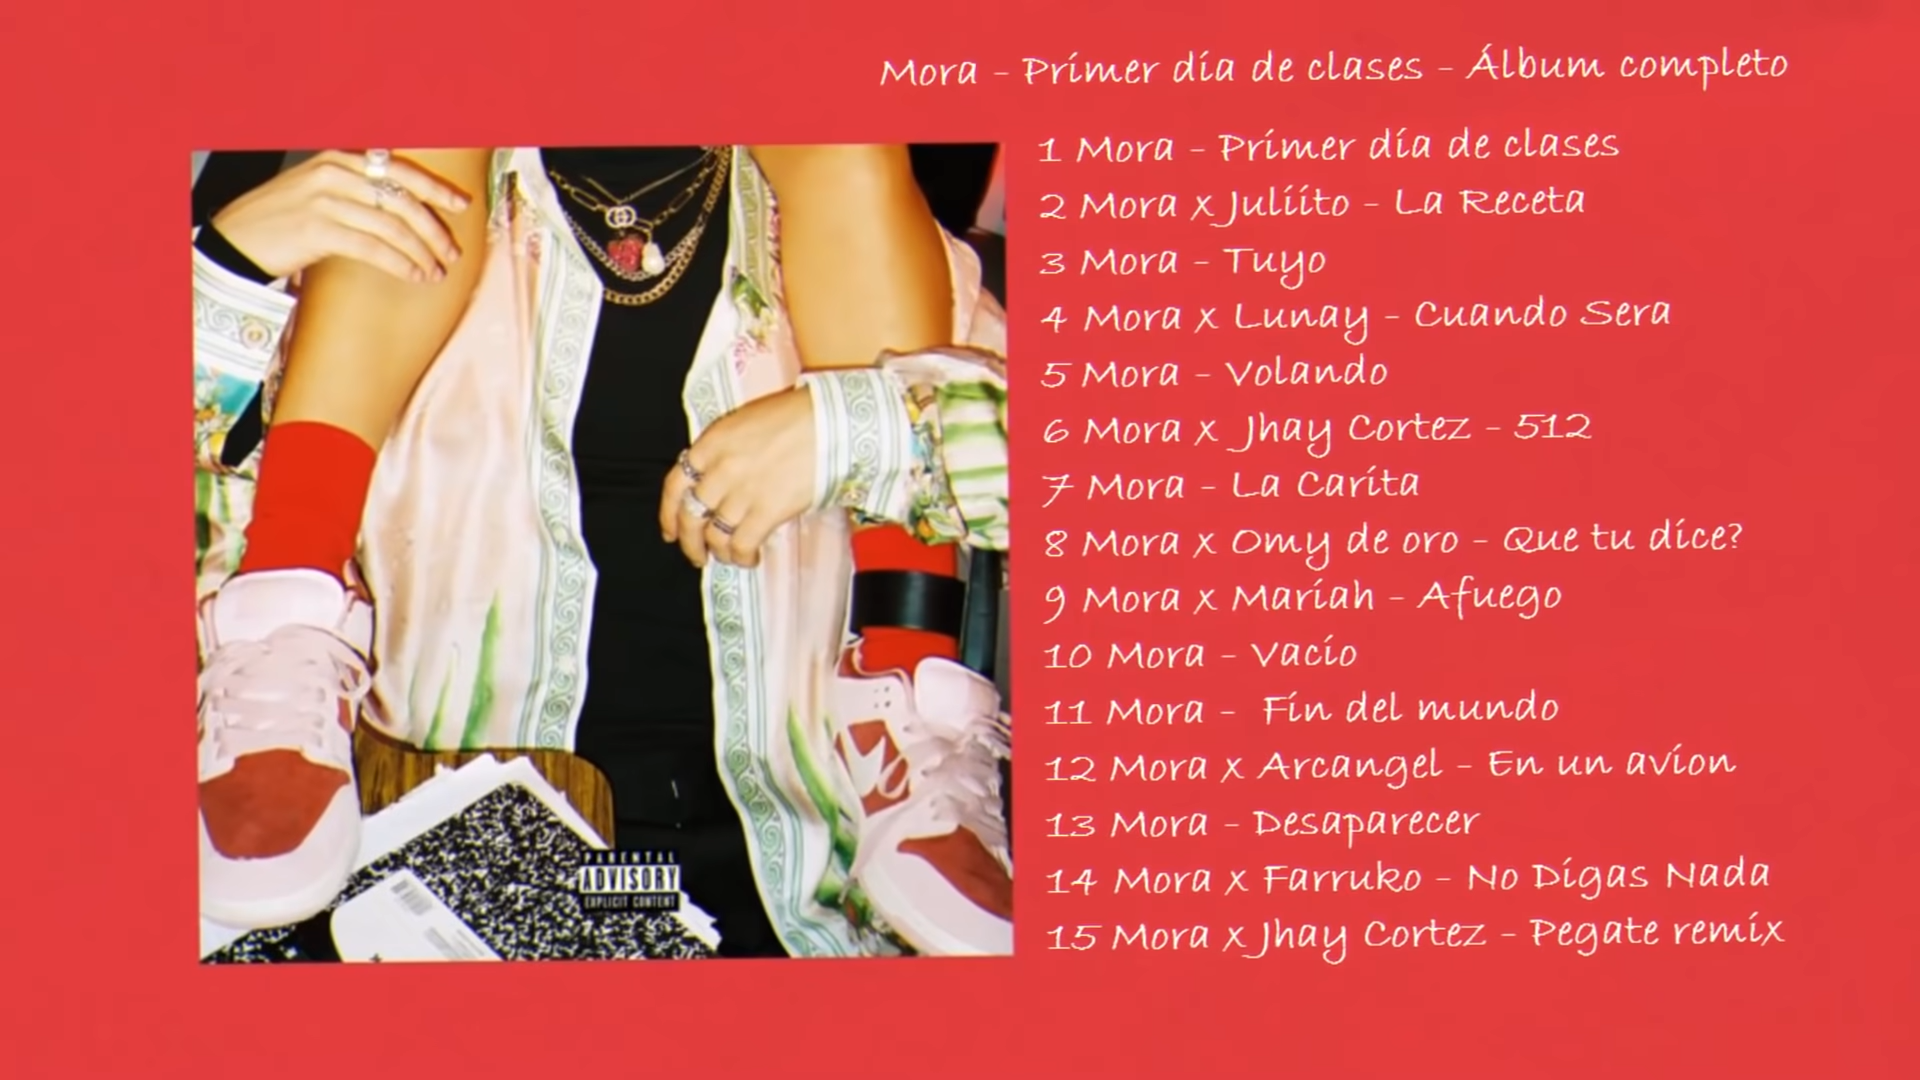 Mora - Primer día de clases - Álbum completo
1 Mora - Primer día de clases
2 Mora x Juliito - La Receta
3 Mora - Tuyo
4 Mora x Lunay - Cuando Sera
5 Mora - Volando
6 Mora x Jhay Cortez - 512
7 Mora - La Carita
8 Mora x Omy de oro - Que tu dice?
9 Mora x Mariah - Afuego
10 Mora - Vacío
11 Mora - Fin del mundo
12 Mora x Arcangel - En un avion
13 Mora - Desaparecer
14 Mora x Farruko - No Digas Nada
15 Mora x Jhay Cortez - Pegate remix
PARENTAL
ADVISORY
EXPLICIT CONTENT